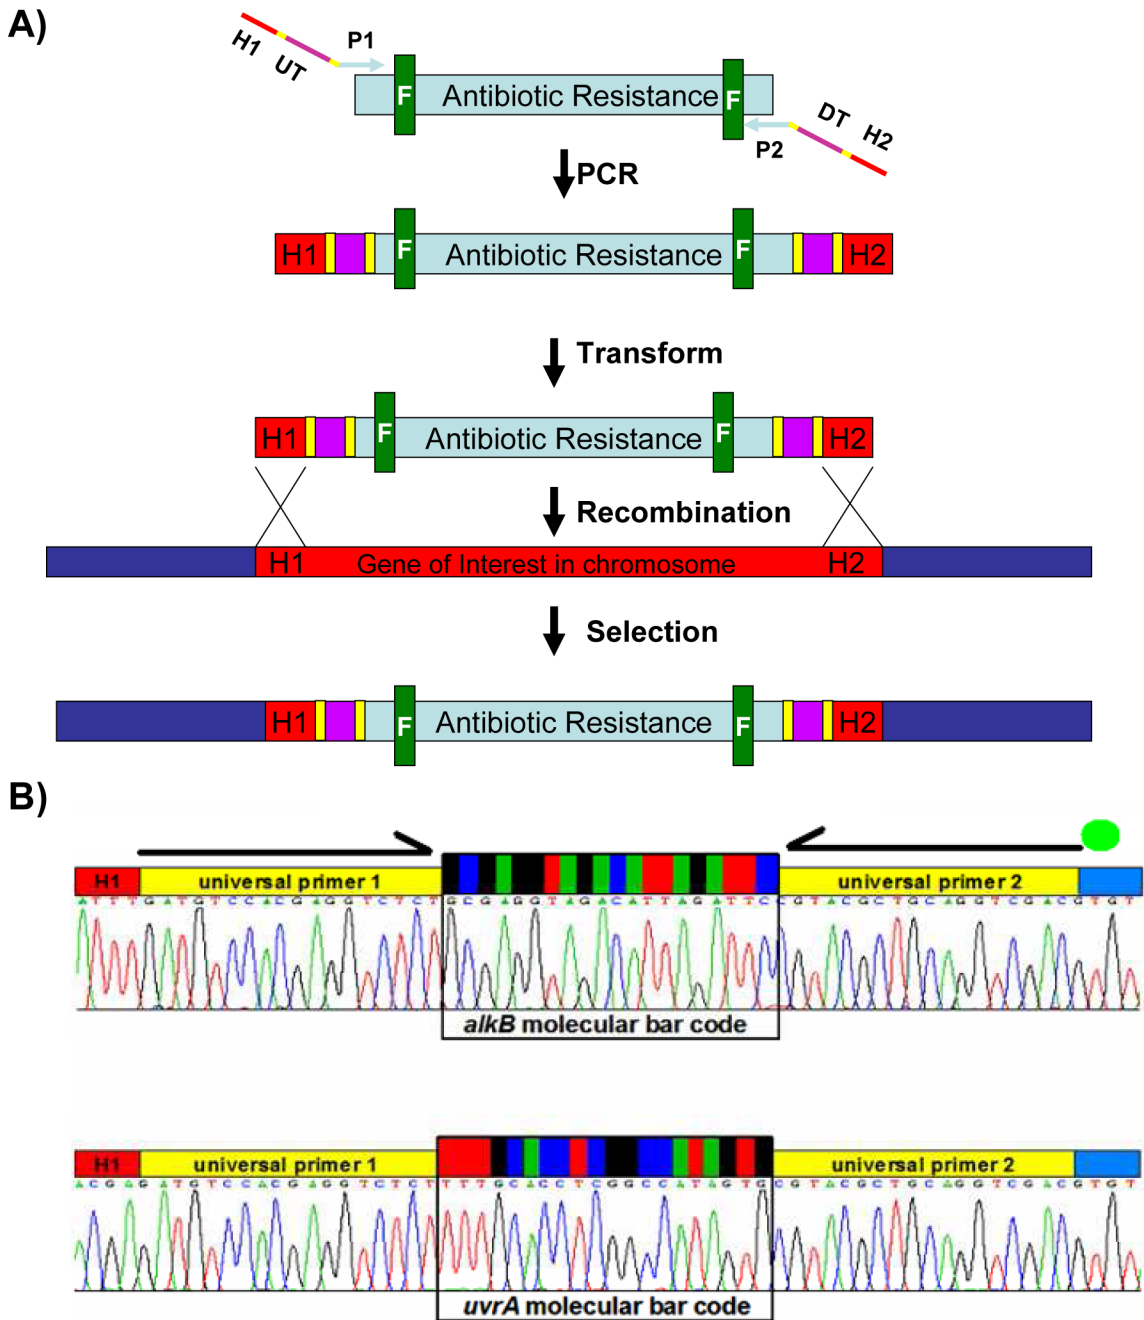 A)
H1 UT P1
F Antibiotic Resistance F
P2 DT H2
PCR
H1 F Antibiotic Resistance F H2
Transform
H1 F Antibiotic Resistance F H2
Recombination
H1 Gene of Interest in chromosome H2
Selection
H1 F Antibiotic Resistance F H2
B)
H1 universal primer 1 universal primer 2
ATTTGATGTCCACGAGGTCTCTGCGAGGTAGACATTAGATTCCGTACGCTGCAGGTCGACGTGT
alkB molecular bar code
H1 universal primer 1 universal primer 2
ACGAGATGTCCACGAGGTCTCTTTTGCACCTCGGCCATAGTGCGTACGCTGCAGGTCGACGTGT
uvrA molecular bar code